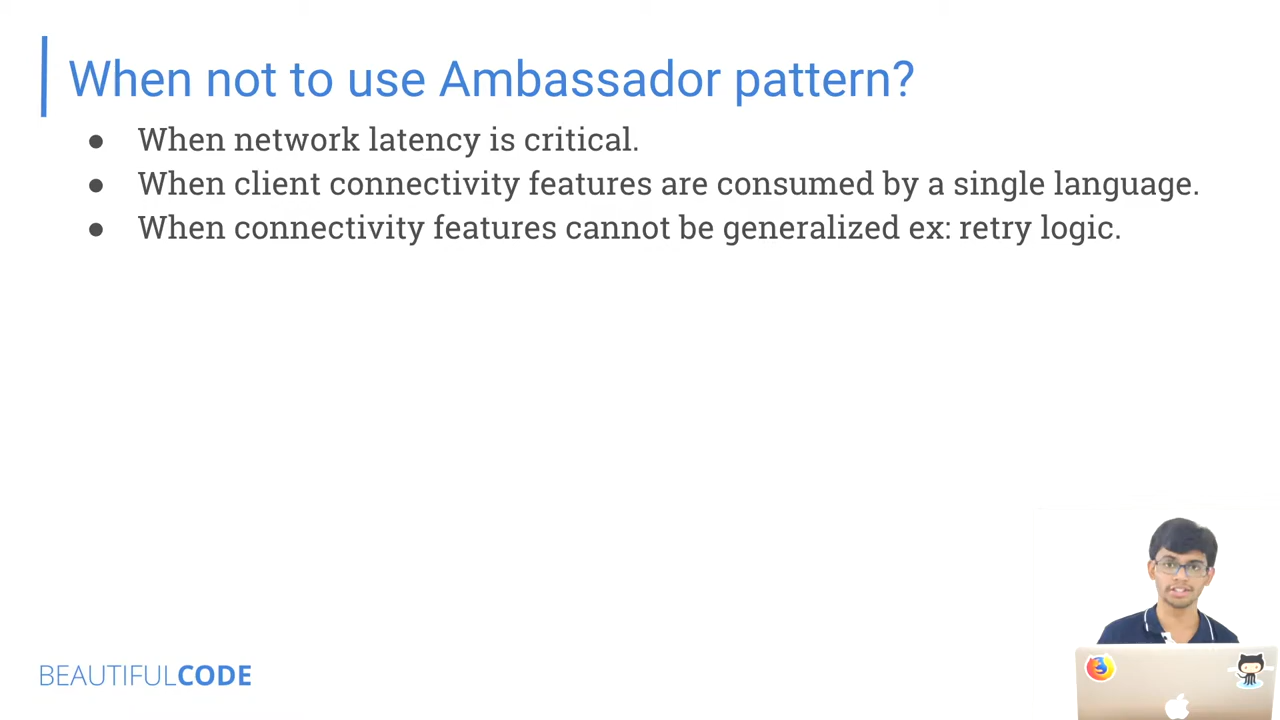 When not to use Ambassador pattern?
● When network latency is critical.
● When client connectivity features are consumed by a single language.
● When connectivity features cannot be generalized ex: retry logic.
BEAUTIFULCODE